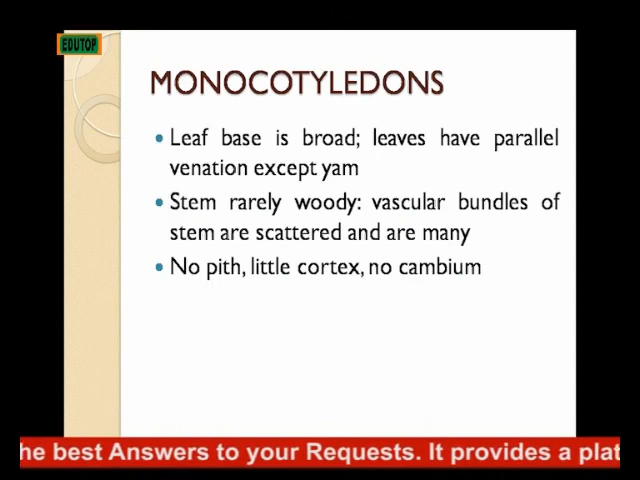 EDUTOP
MONOCOTYLEDONS
• Leaf base is broad; leaves have parallel
venation except yam
• Stem rarely woody: vascular bundles of
stem are scattered and are many
• No pith, little cortex, no cambium
he best Answers to your Requests. It provides a plat